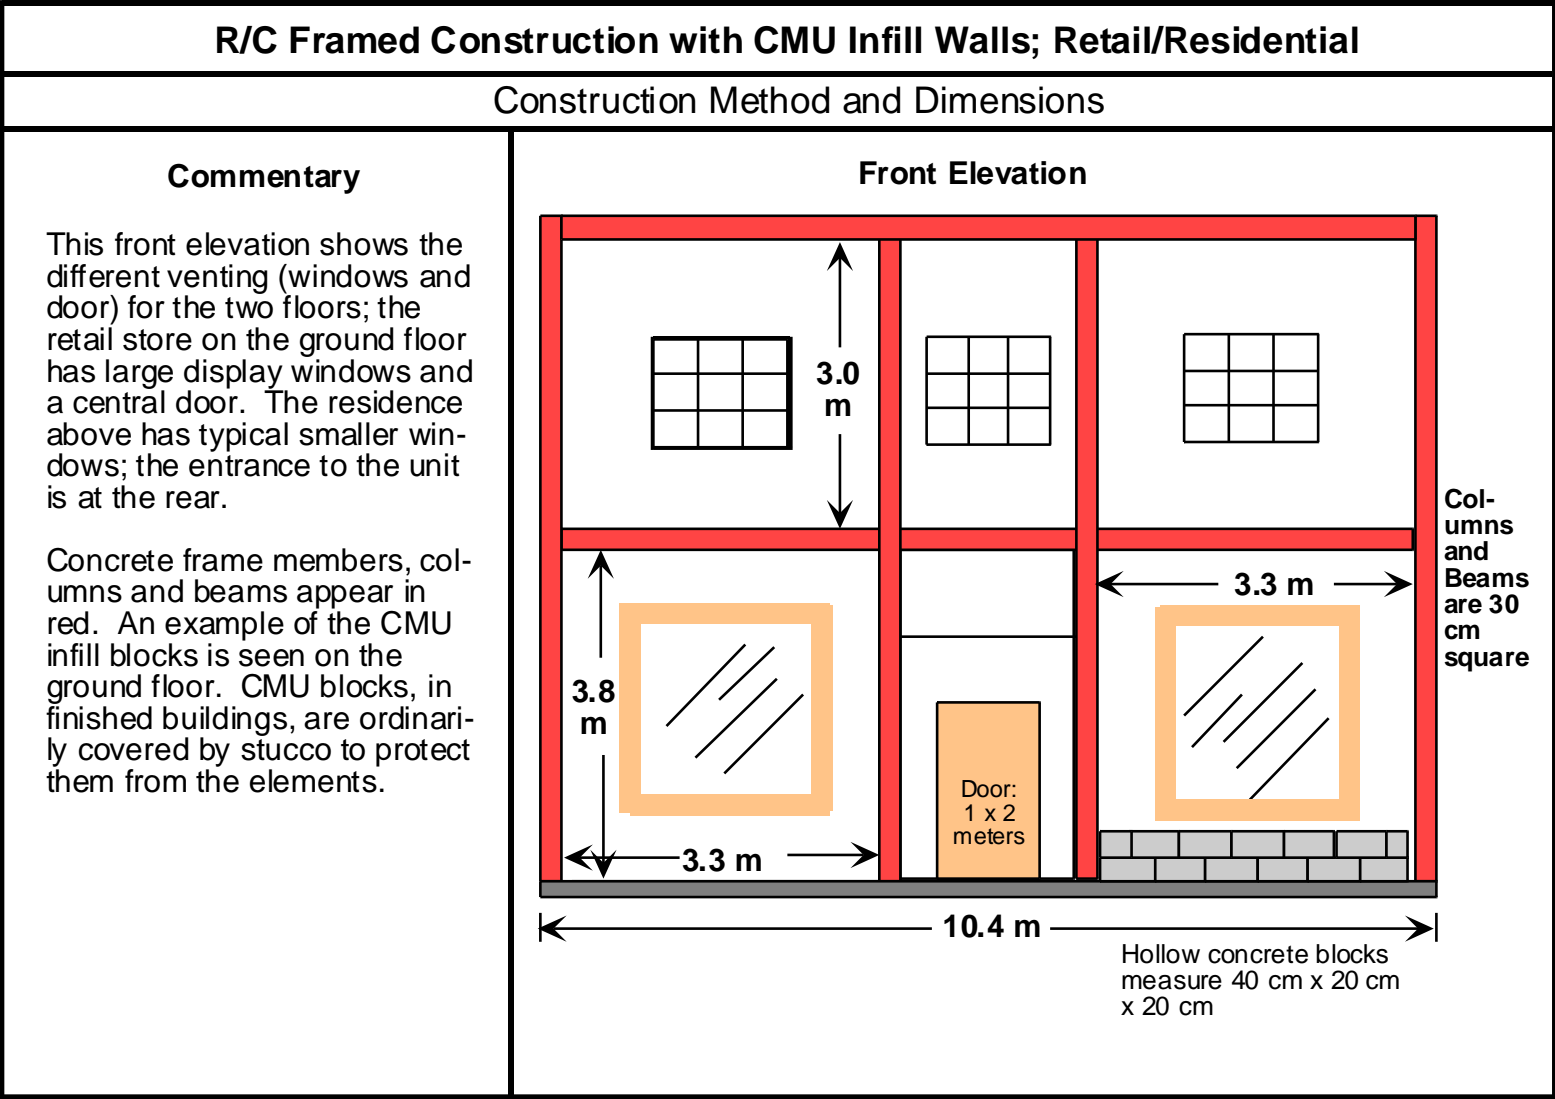 R/C Framed Construction with CMU Infill Walls; Retail/Residential
Construction Method and Dimensions
Commentary
This front elevation shows the
different venting (windows and
door) for the two floors; the
retail store on the ground floor
has large display windows and
a central door.  The residence
above has typical smaller win-
dows; the entrance to the unit
is at the rear.
Concrete frame members, col-
umns and beams appear in
red.  An example of the CMU
infill blocks is seen on the
ground floor.  CMU blocks, in
finished buildings, are ordinari-
ly covered by stucco to protect
them from the elements.
Front Elevation
3.0
m
3.8
m
3.3 m
3.3 m
Door:
1 x 2
meters
Col-
umns
and
Beams
are 30
cm
square
10.4 m
Hollow concrete blocks
measure 40 cm x 20 cm
x 20 cm